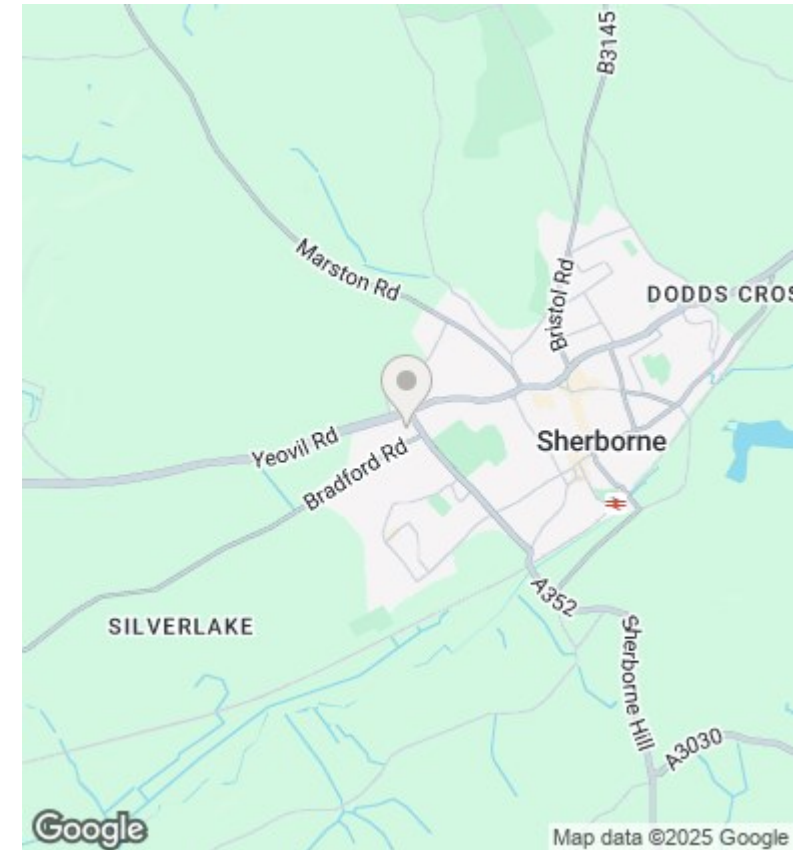 B3145
Marston Rd
Bristol Rd
DODDS CROS
Yeovil Rd
Bradford Rd
Sherborne
SILVERLAKE
A352
Sherborne Hill
A3030
Google
Map data ©2025 Google